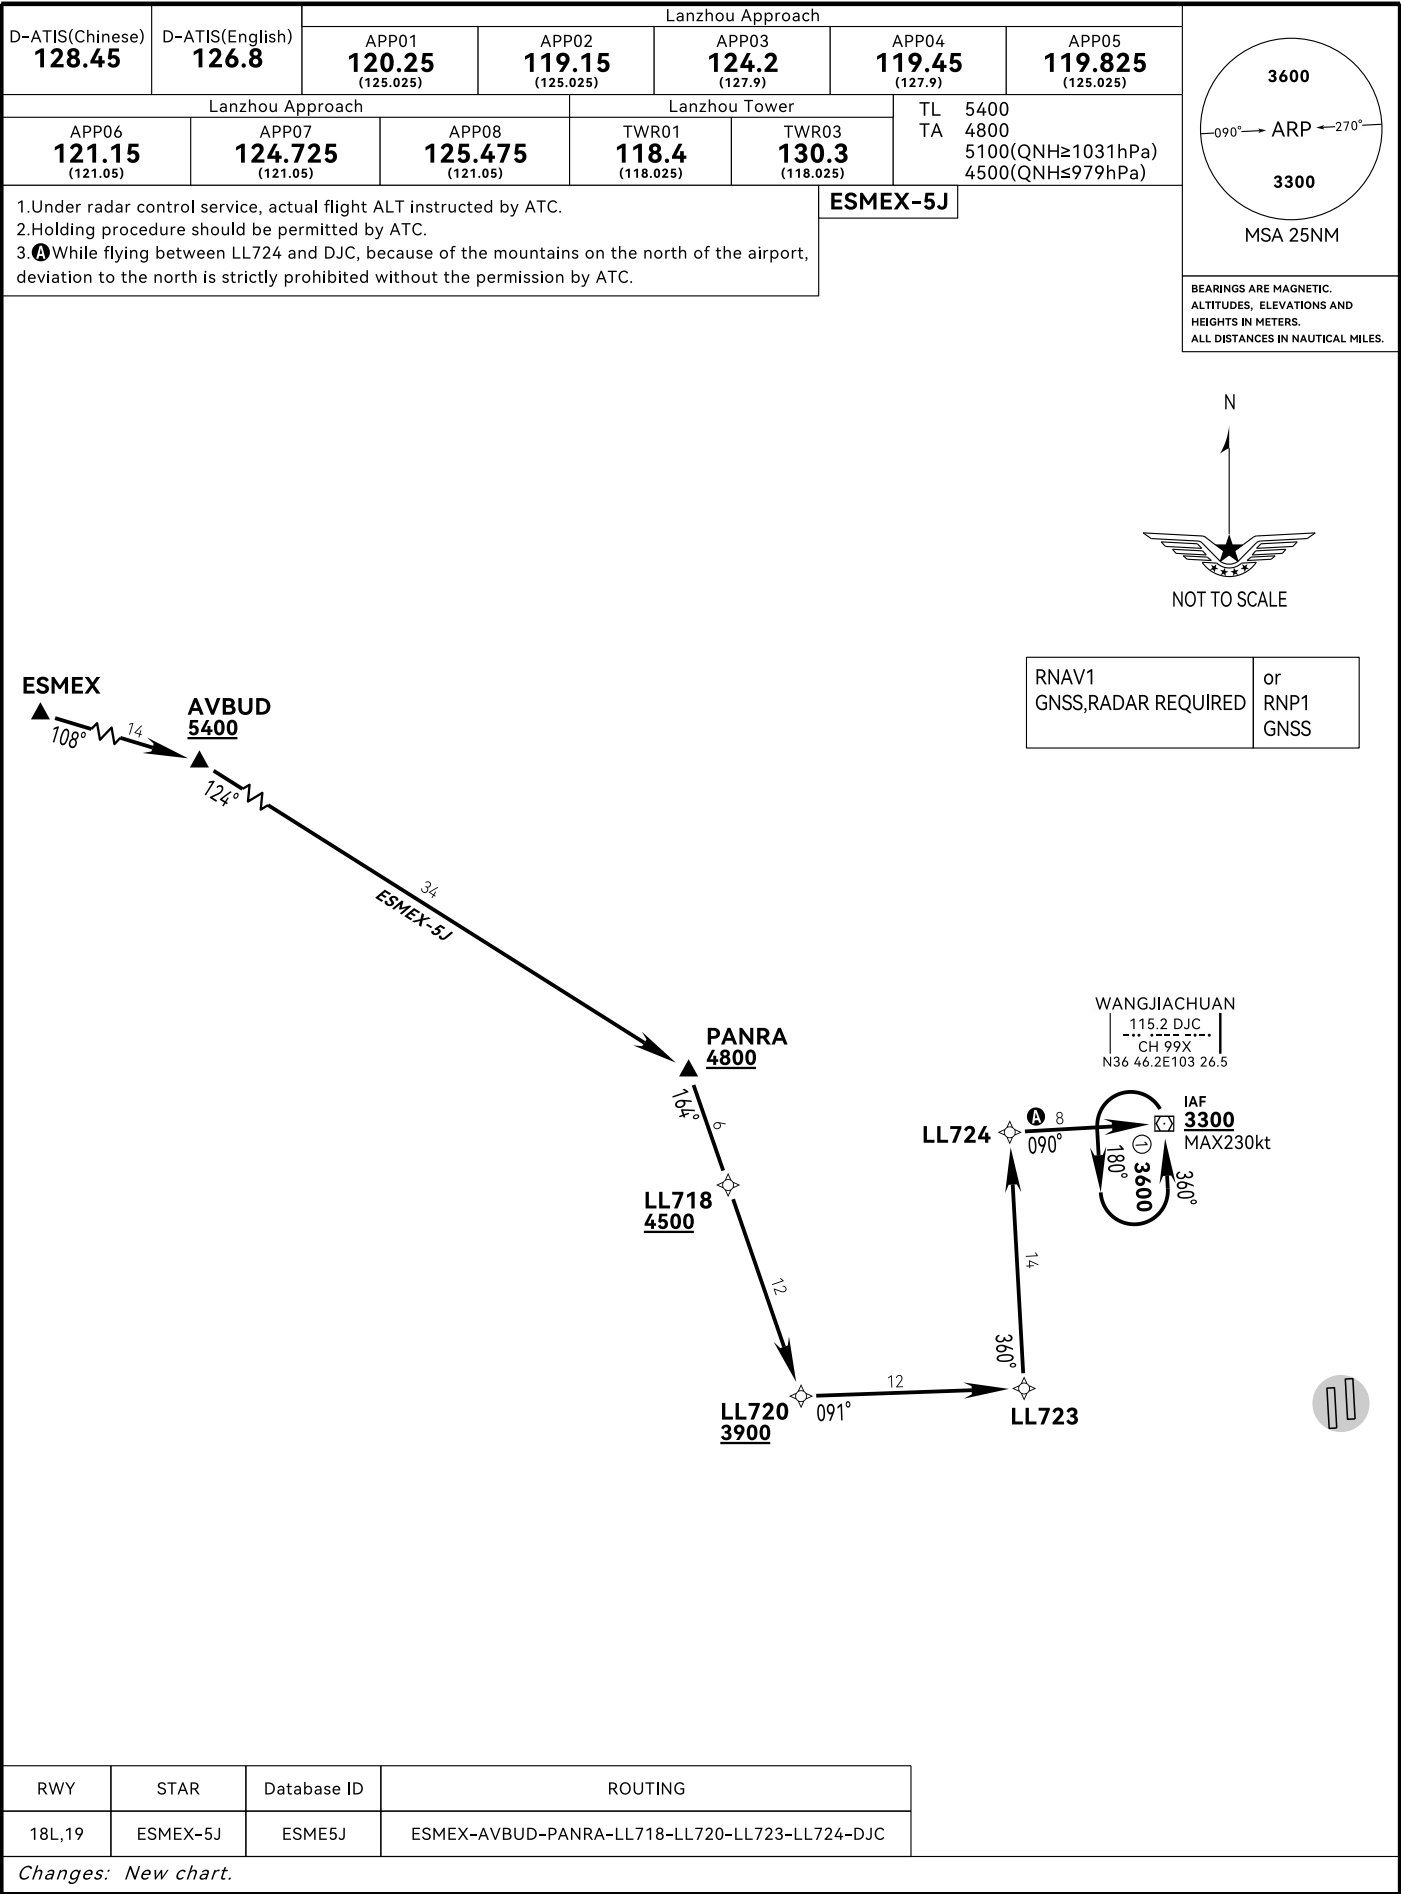 Lanzhou Approach
D-ATIS(Chinese)
128.45
D-ATIS(English)
126.8
APP01
120.25
(125.025)
APP02
119.15
(125.025)
APP03
124.2
(127.9)
APP04
119.45
(127.9)
APP05
119.825
(125.025)
Lanzhou Approach
APP06
121.15
(121.05)
APP07
124.725
(121.05)
APP08
125.475
(121.05)
Lanzhou Tower
TWR01
118.4
(118.025)
TWR03
130.3
(118.025)
TL 5400
TA 4800
5100(QNH≥1031hPa)
4500(QNH≤979hPa)
3600
090° ARP 270°
3300
MSA 25NM
ESMEX-5J
1.Under radar control service, actual flight ALT instructed by ATC.
2.Holding procedure should be permitted by ATC.
3.A While flying between LL724 and DJC, because of the mountains on the north of the airport,
deviation to the north is strictly prohibited without the permission by ATC.
BEARINGS ARE MAGNETIC.
ALTITUDES, ELEVATIONS AND
HEIGHTS IN METERS.
ALL DISTANCES IN NAUTICAL MILES.
N
NOT TO SCALE
RNAV1
GNSS,RADAR REQUIRED
or
RNP1
GNSS
ESMEX
108°
14
AVBUD
5400
124°
34
ESMEX-5J
PANRA
4800
164°
6
LL718
4500
12
LL720
3900
091°
12
LL723
360°
14
LL724
A 8
090°
WANGJIACHUAN
115.2 DJC
CH 99X
N36 46.2E103 26.5
IAF
3300
MAX230kt
180°
1 3600
360°
RWY STAR Database ID ROUTING
18L,19 ESMEX-5J ESME5J ESMEX-AVBUD-PANRA-LL718-LL720-LL723-LL724-DJC
Changes: New chart.